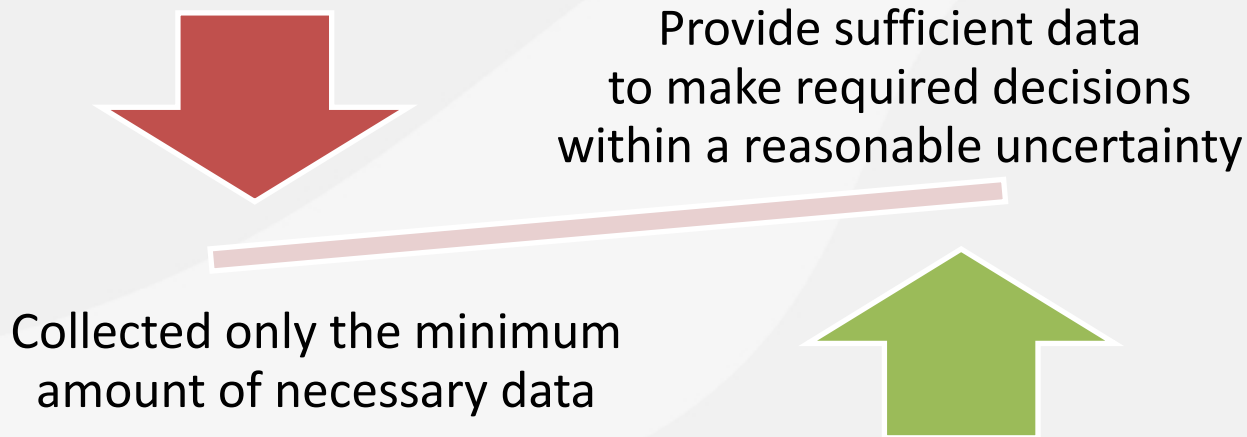 Provide sufficient data
to make required decisions
within a reasonable uncertainty
Collected only the minimum
amount of necessary data